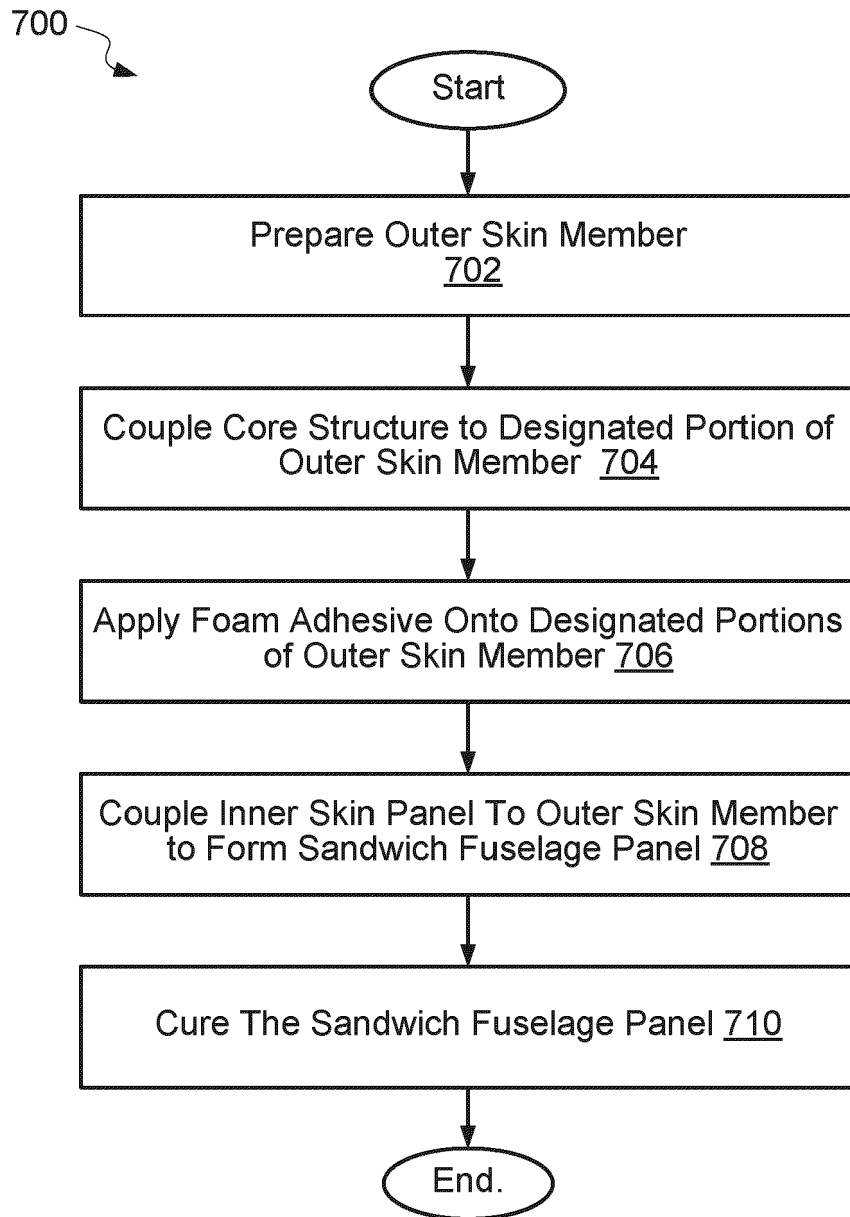 700
Start
Prepare Outer Skin Member
702
Couple Core Structure to Designated Portion of
Outer Skin Member 704
Apply Foam Adhesive Onto Designated Portions
of Outer Skin Member 706
Couple Inner Skin Panel To Outer Skin Member
to Form Sandwich Fuselage Panel 708
Cure The Sandwich Fuselage Panel 710
End.